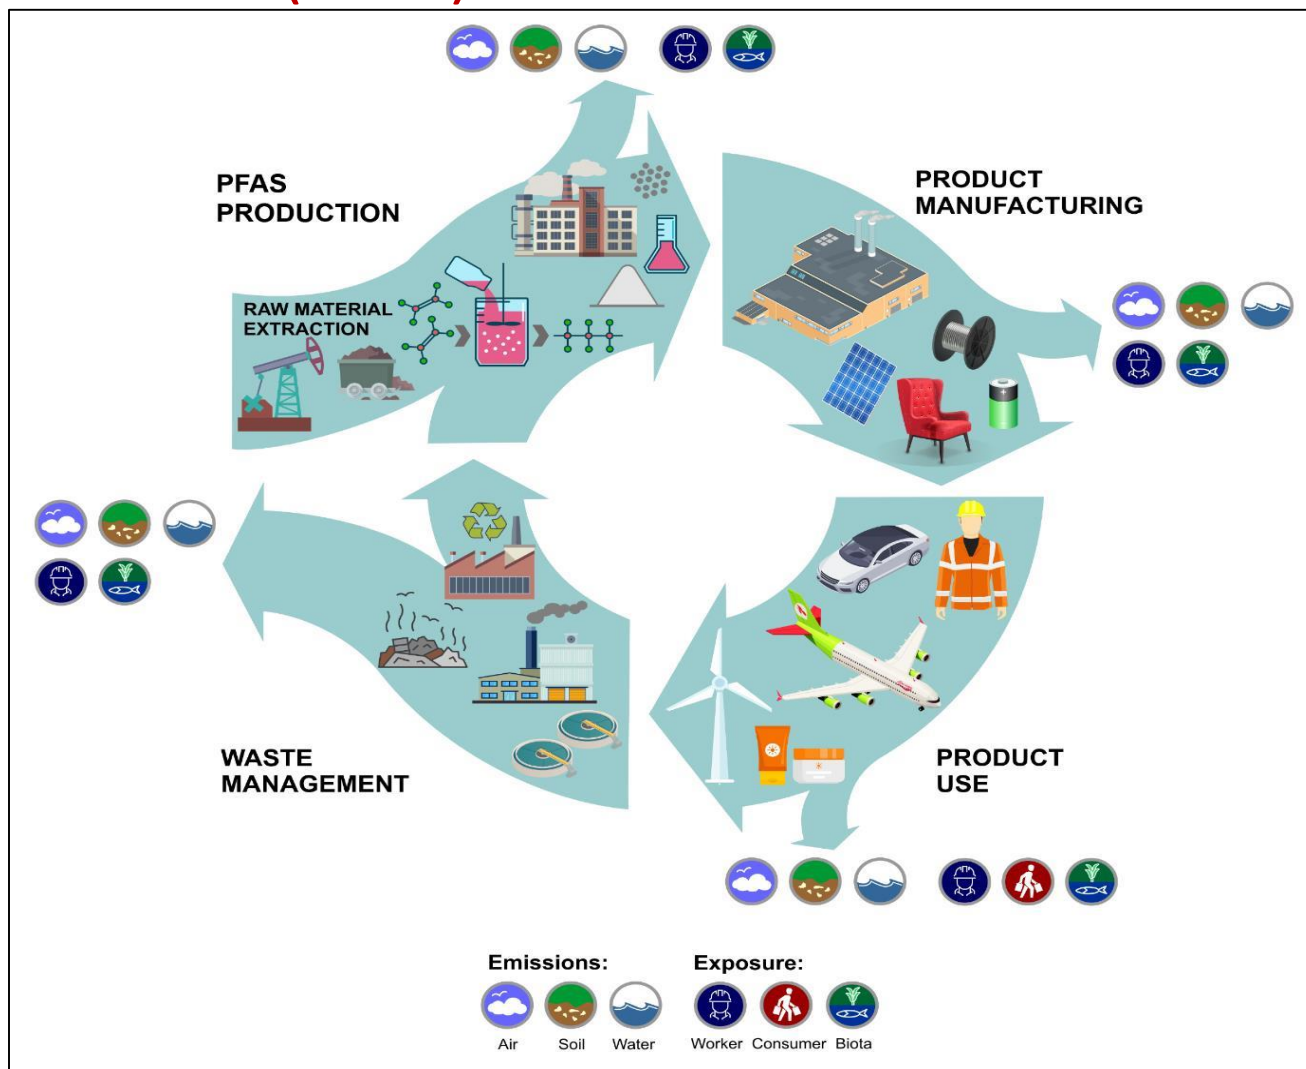 PFAS
PRODUCTION
RAW MATERIAL
EXTRACTION
PRODUCT
MANUFACTURING
WASTE
MANAGEMENT
PRODUCT
USE
Emissions:
Exposure:
Air
Soil
Water
Worker
Consumer
Biota